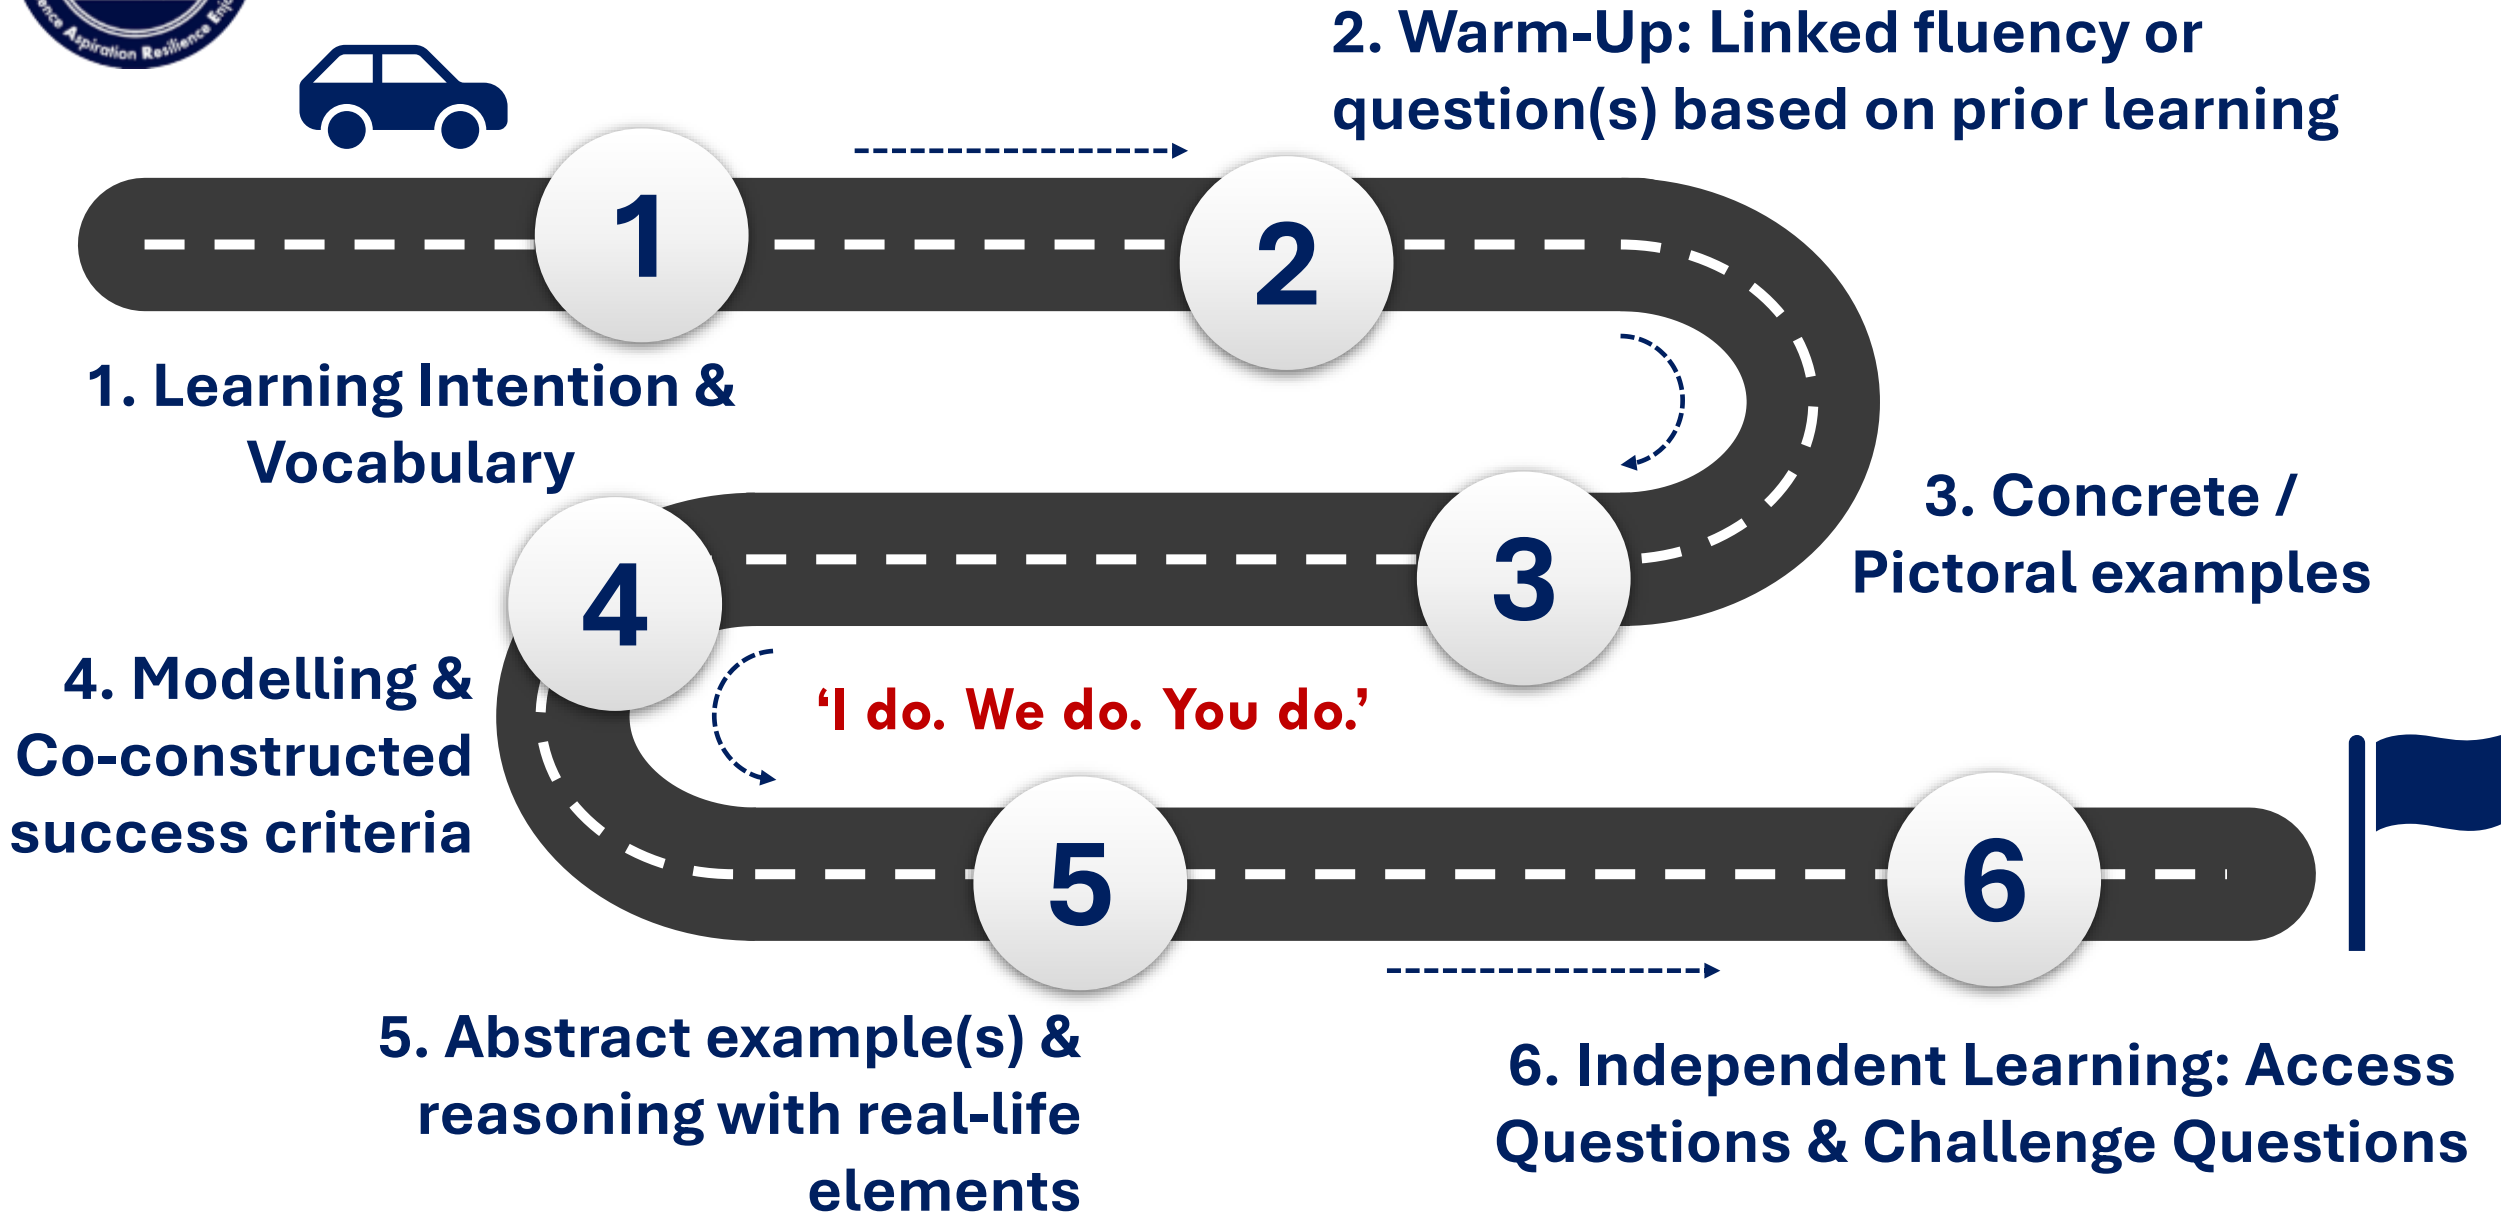 Aspiration Resilience
2. Warm-Up: Linked fluency or
question(s) based on prior learning
1
2
1. Learning Intention &
Vocabulary
3. Concrete /
Pictoral examples
4
3
4. Modelling &
Co-constructed
success criteria
‘I do. We do. You do.’
5
6
5. Abstract example(s) &
reasoning with real-life
elements
6. Independent Learning: Access
Questions & Challenge Questions